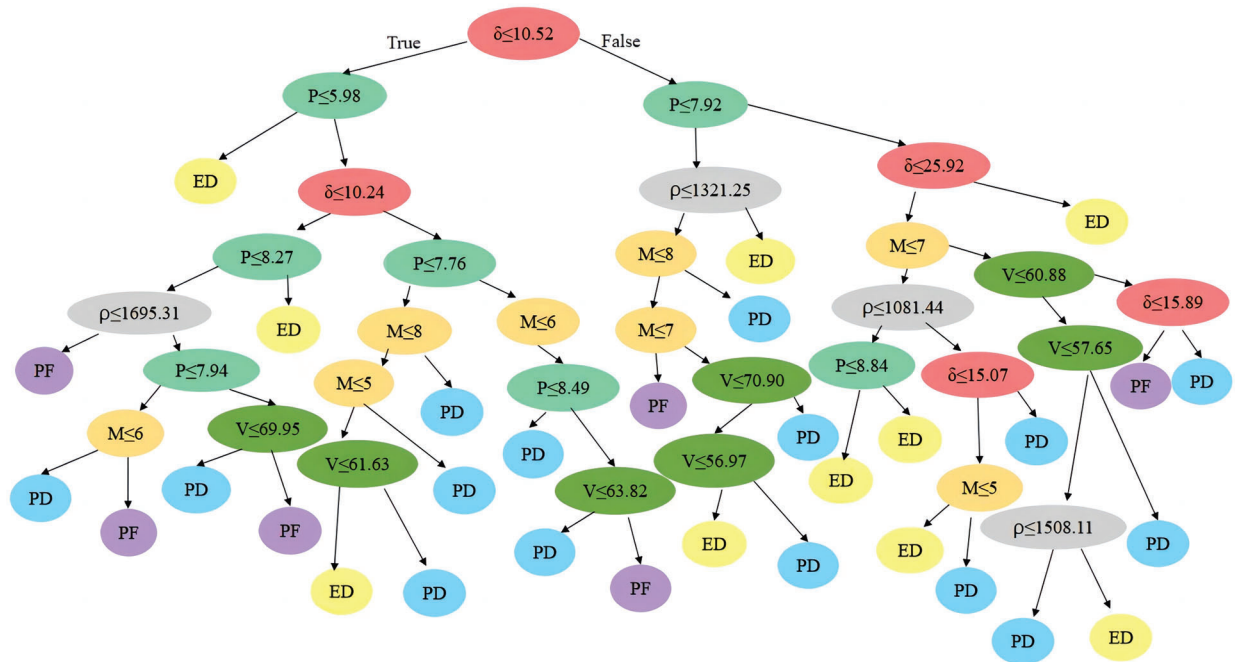 δ≤10.52
True
False
P≤5.98
P≤7.92
ED
δ≤10.24
ρ≤1321.25
δ≤25.92
ED
P≤8.27
P≤7.76
M≤8
ED
M≤7
V≤60.88
ρ≤1695.31
ED
M≤8
M≤6
M≤7
PD
ρ≤1081.44
δ≤15.89
PF
P≤7.94
M≤5
PD
P≤8.49
PF
V≤70.90
P≤8.84
δ≤15.07
V≤57.65
PF
PD
M≤6
V≤69.95
V≤61.63
PD
PD
V≤56.97
PD
ED
ED
PD
PD
PF
PD
PF
V≤63.82
M≤5
ED
PD
PD
PF
ED
PD
ED
PD
ρ≤1508.11
PD
ED
PD
PD
ED